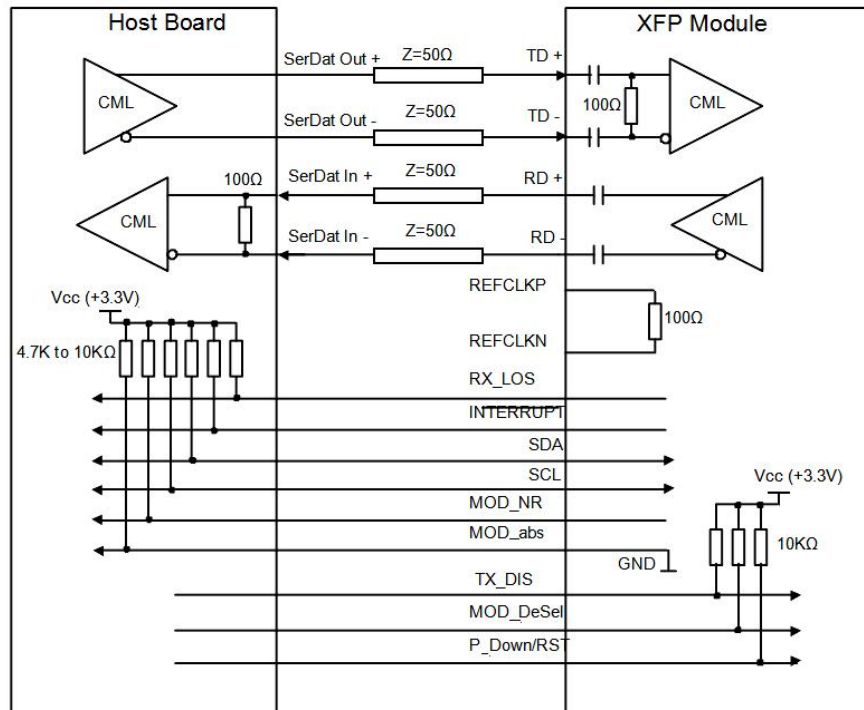 Host Board
XFP Module
SerDat Out +
Z=50Ω
TD +
CML
100Ω
CML
SerDat Out -
Z=50Ω
TD -
SerDat In +
Z=50Ω
RD +
100Ω
CML
CML
SerDat In -
Z=50Ω
RD -
REFCLKP
Vcc (+3.3V)
100Ω
REFCLKN
4.7K to 10KΩ
RX_LOS
INTERRUPT
SDA
SCL
Vcc (+3.3V)
MOD_NR
MOD_abs
10KΩ
GND
TX_DIS
MOD_DeSel
P_Down/RST